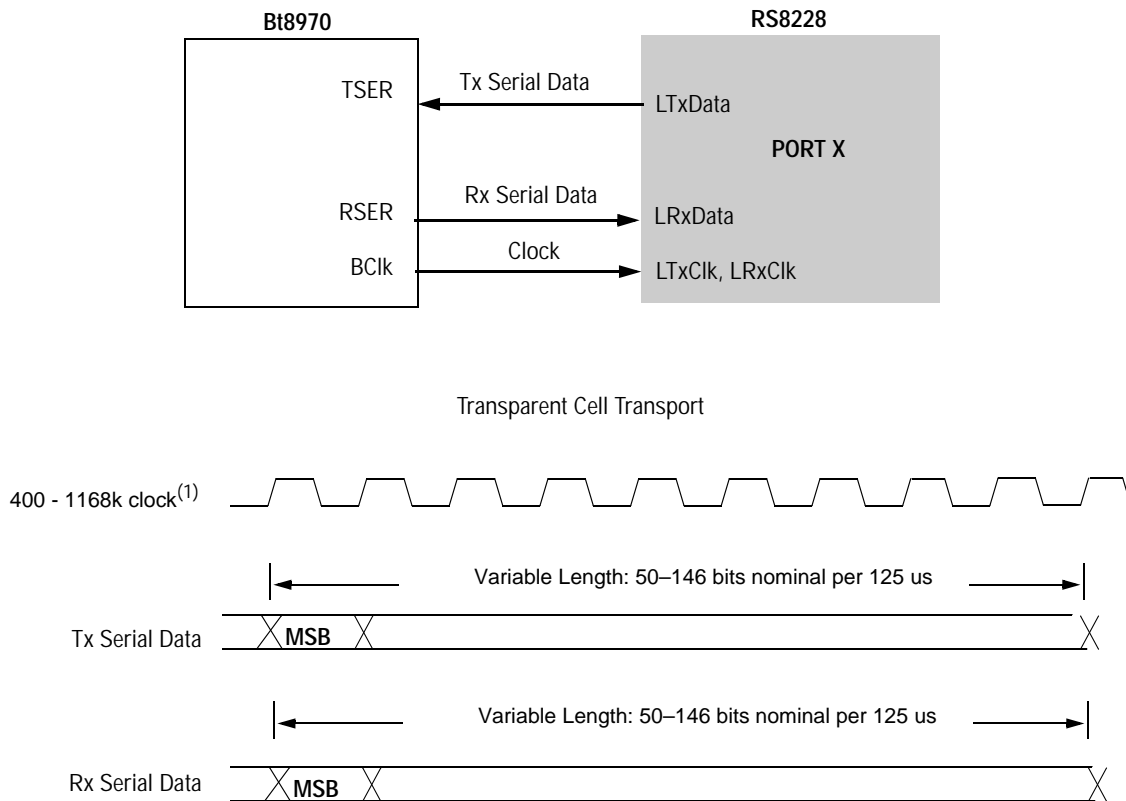 Bt8970
RS8228
TSER
Tx Serial Data
LTxData
PORT X
RSER
Rx Serial Data
LRxData
BClk
Clock
LTxClk, LRxClk
Transparent Cell Transport
400 - 1168k clock(1)
Variable Length: 50–146 bits nominal per 125 us
Tx Serial Data
MSB
Variable Length: 50–146 bits nominal per 125 us
Rx Serial Data
MSB